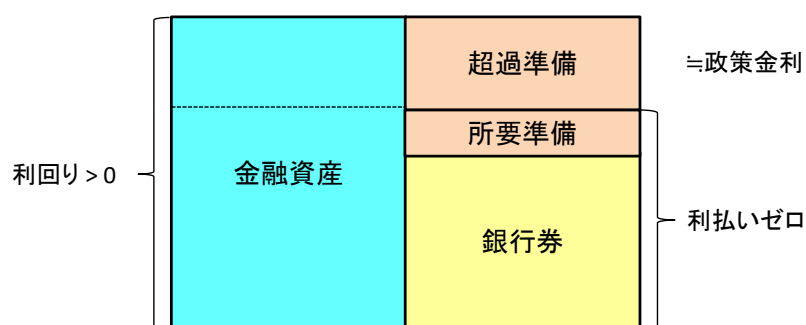 超過準備
≒政策金利
所要準備
利回り>0
金融資産
利払いゼロ
銀行券